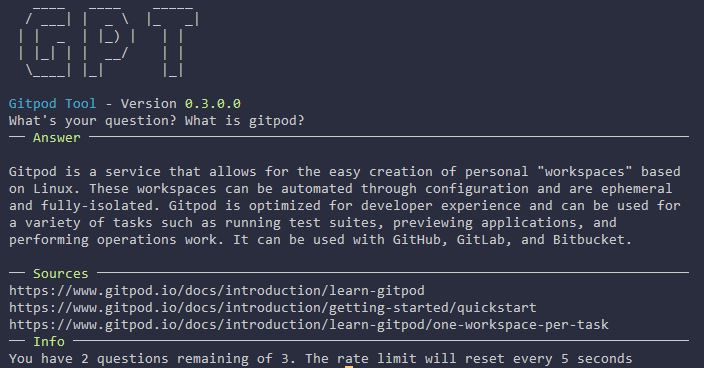 GPT
Gitpod Tool - Version 0.3.0.0
What's your question? What is gitpod?
Answer
Gitpod is a service that allows for the easy creation of personal "workspaces" based
on Linux. These workspaces can be automated through configuration and are ephemeral
and fully-isolated. Gitpod is optimized for developer experience and can be used for
a variety of tasks such as running test suites, previewing applications, and
performing operations work. It can be used with GitHub, GitLab, and Bitbucket.
Sources
https://www.gitpod.io/docs/introduction/learn-gitpod
https://www.gitpod.io/docs/introduction/getting-started/quickstart
https://www.gitpod.io/docs/introduction/learn-gitpod/one-workspace-per-task
Info
You have 2 questions remaining of 3. The rate limit will reset every 5 seconds